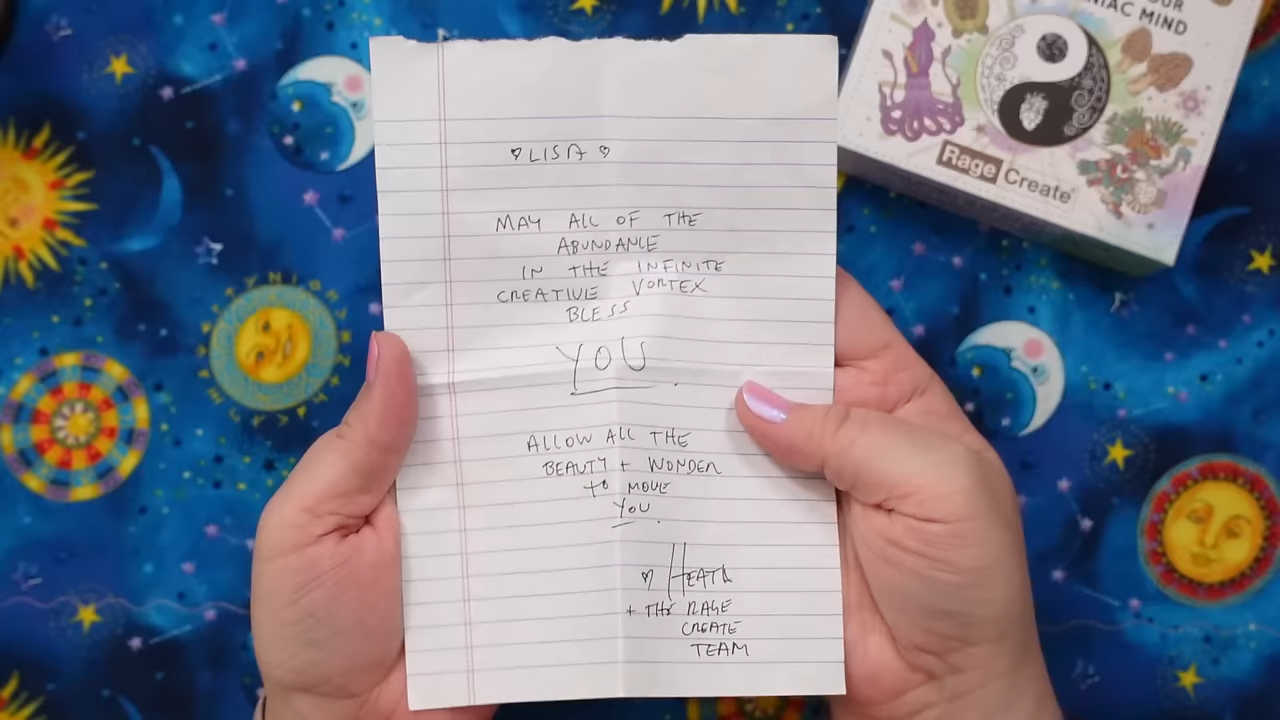 ♡ LISA ♡
MAY ALL OF THE
ABUNDANCE
IN THE INFINITE
CREATIVE VORTEX
BLESS
YOU.
ALLOW ALL THE
BEAUTY + WONDER
TO MOVE
YOU.
♡ HEATH
+ THE RAGE
CREATE
TEAM
IAC MIND
Rage Create